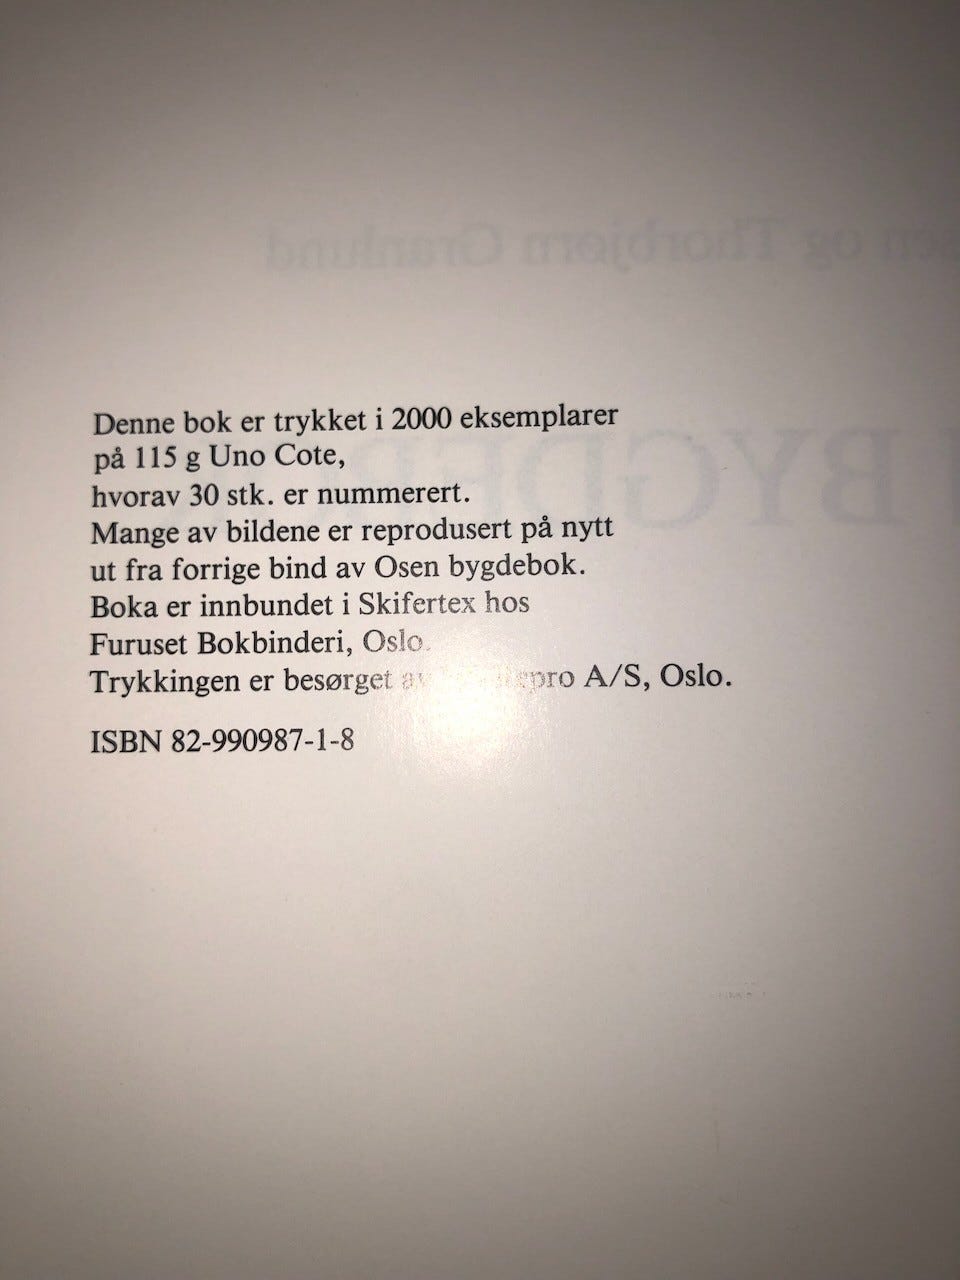 Denne bok er trykket i 2000 eksemplarer
på 115 g Uno Cote,
hvorav 30 stk. er nummerert.
Mange av bildene er reprodusert på nytt
ut fra forrige bind av Osen bygdebok.
Boka er innbundet i Skifertex hos
Furuset Bokbinderi, Oslo.
Trykkingen er besørget av A/S, Oslo.
ISBN 82-990987-1-8